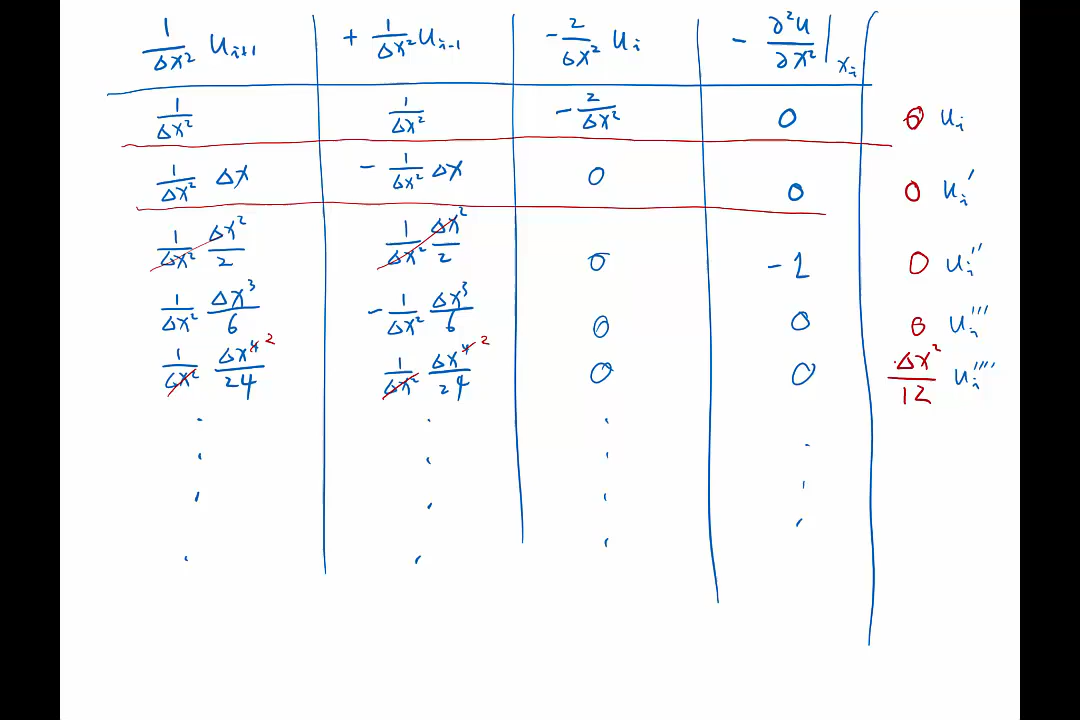 1/Δx² u_{i+1} | + 1/Δx² u_{i-1} | - 2/Δx² u_i | - ∂²u/∂x² |_{x_i}
1/Δx² | 1/Δx² | - 2/Δx² | 0 | 0 u_i
1/Δx² Δx | - 1/Δx² Δx | 0 | 0 | 0 u_i′
1/Δx² Δx²/2 | 1/Δx² Δx²/2 | 0 | -1 | 0 u_i″
1/Δx² Δx³/6 | - 1/Δx² Δx³/6 | 0 | 0 | 0 u_i‴
1/Δx² Δx⁴ ²/24 | 1/Δx² Δx⁴ ²/24 | 0 | 0 | Δx²/12 u_i⁗